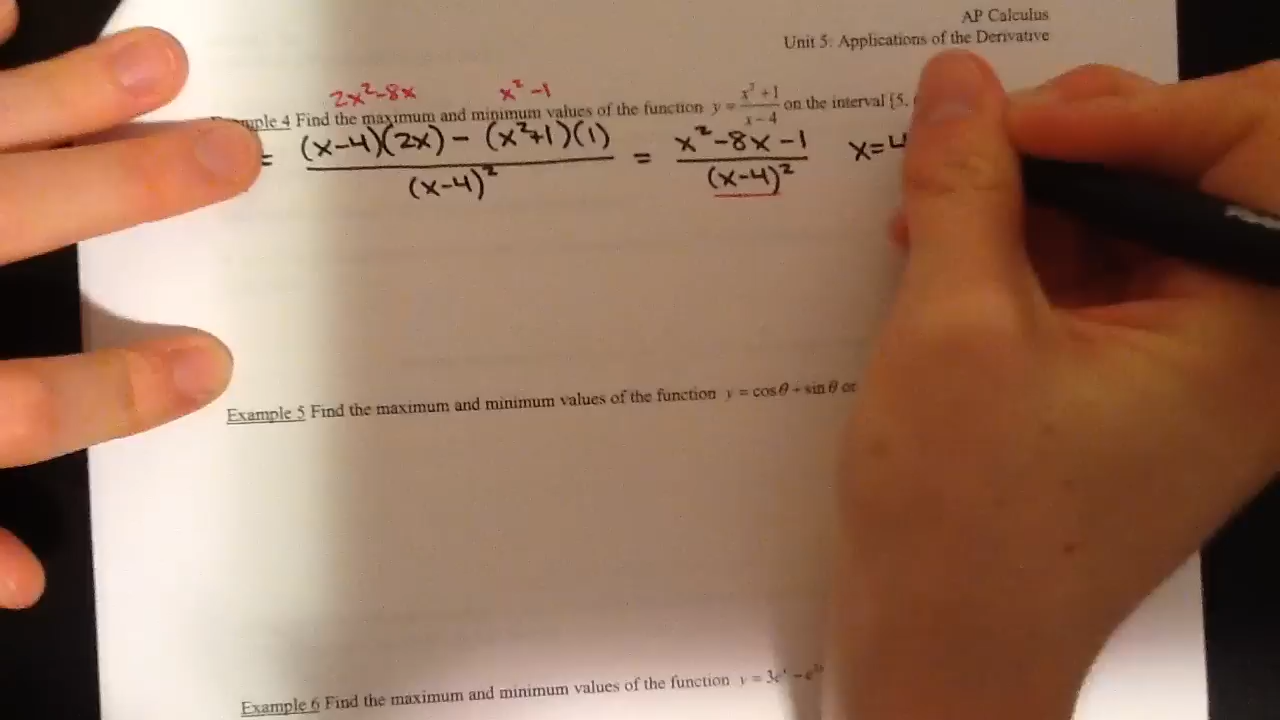 AP Calculus
Unit 5: Applications of the Derivative
2x²-8x x²-1
4 Find the maximum and minimum values of the function y = (x²+1)/(x-4) on the interval [5,
= ((x-4)(2x) - (x²+1)(1))/(x-4)² = (x²-8x-1)/(x-4)² x=4
Example 5 Find the maximum and minimum values of the function y = cosθ - sinθ
Example 6 Find the maximum and minimum values of the function